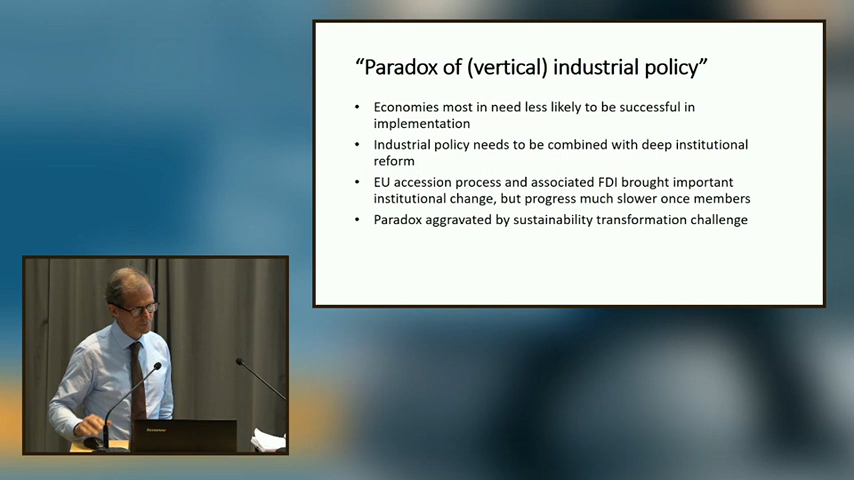 “Paradox of (vertical) industrial policy”
• Economies most in need less likely to be successful in
implementation
• Industrial policy needs to be combined with deep institutional
reform
• EU accession process and associated FDI brought important
institutional change, but progress much slower once members
• Paradox aggravated by sustainability transformation challenge